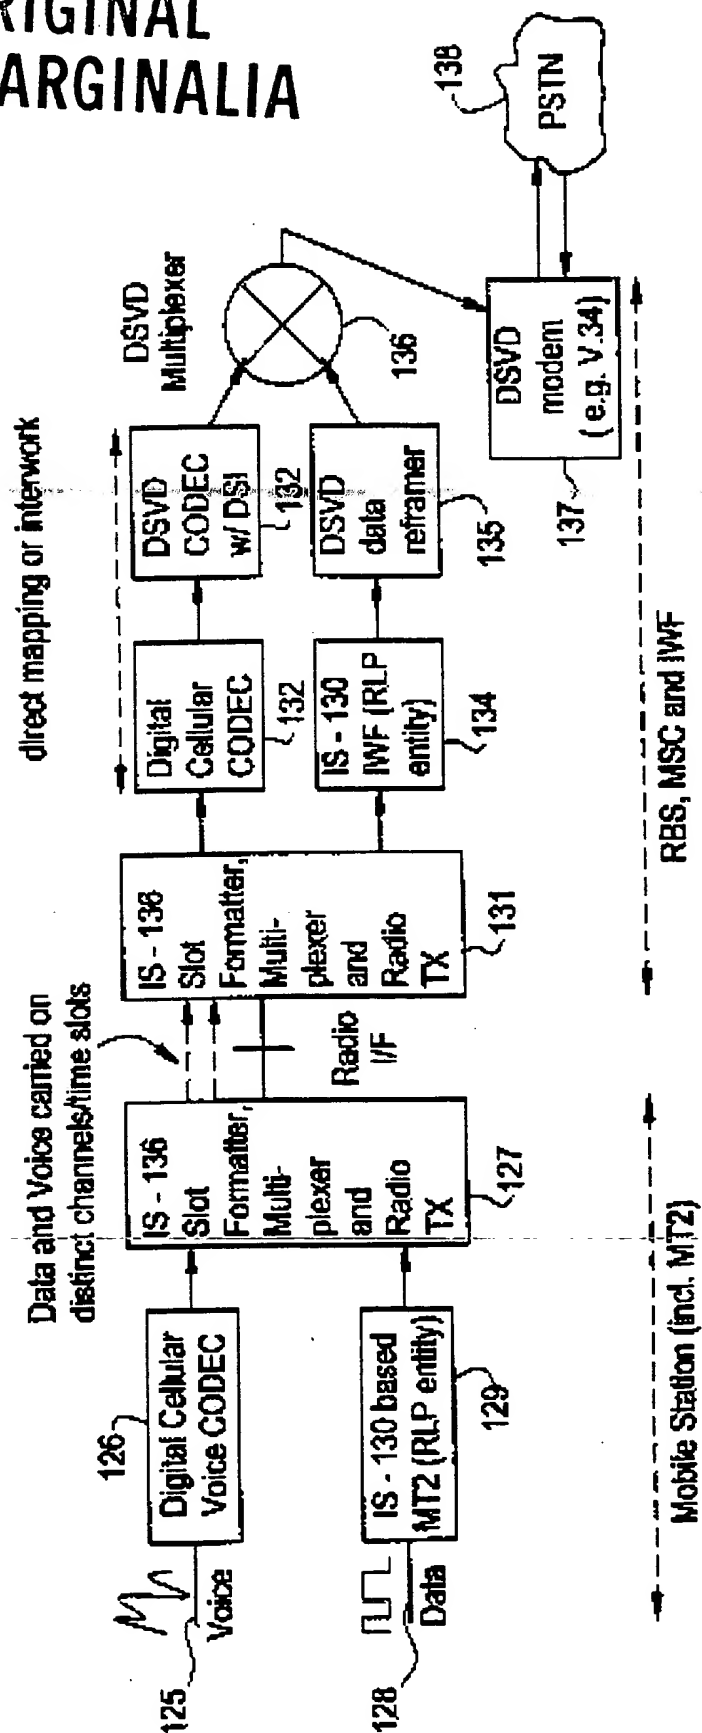 RIGINAL
ARGINALIA
125
Voice
126
Digital Cellular
Voice CODEC
128
Data
IS - 130 based
MT2 (RLP entity)
129
Data and Voice carried on
distinct channels/time slots
IS - 136
Slot
Formatter,
Multi-
plexer
and
Radio
TX
127
Radio
I/F
IS - 136
Slot
Formatter,
Multi-
plexer
and
Radio
TX
131
direct mapping or interwork
Digital
Cellular
CODEC
132
IS - 130
IWF (RLP
entity)
134
DSVD
CODEC
w/ DSI
132
DSVD
data
reframer
135
DSVD
Multiplexer
136
DSVD
modem
(e.g. V.34)
137
PSTN
138
Mobile Station (incl. MT2)
RBS, MSC and IWF